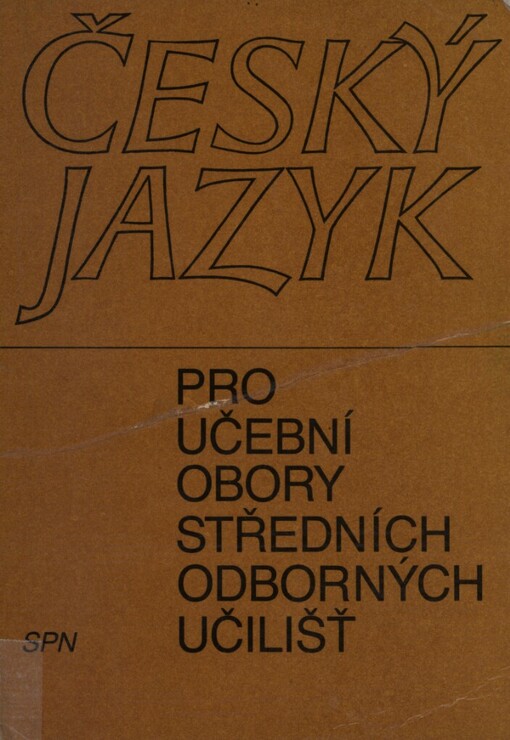 ČESKÝ
JAZYK
PRO
UČEBNÍ
OBORY
STŘEDNÍCH
ODBORNÝCH
UČILIŠŤ
SPN